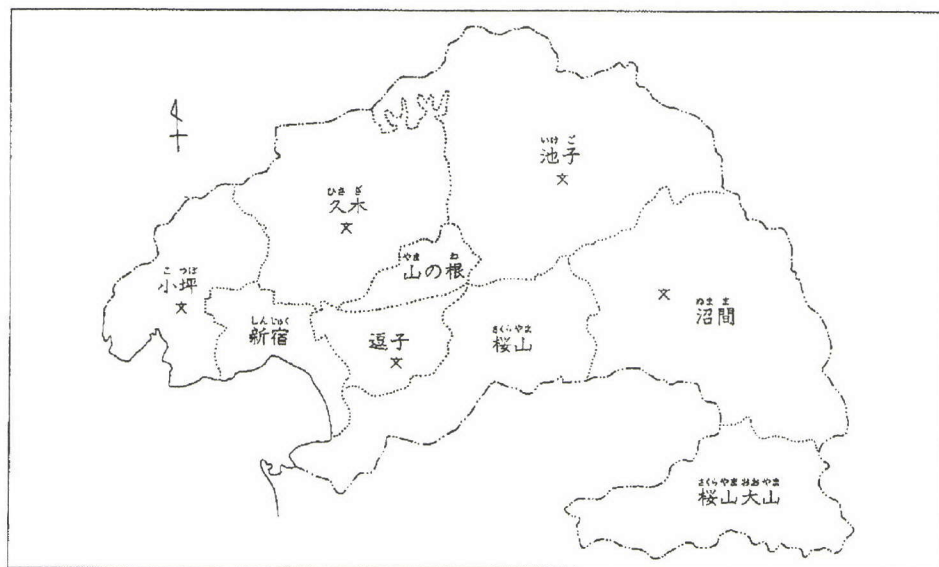 いけ ご
池子
ひさ ぎ
久木
やま ね
山の根
こ つぼ
小坪
しんじゅく
新宿
逗子
さくらやま
桜山
ぬま ま
沼間
さくらやまおおやま
桜山大山